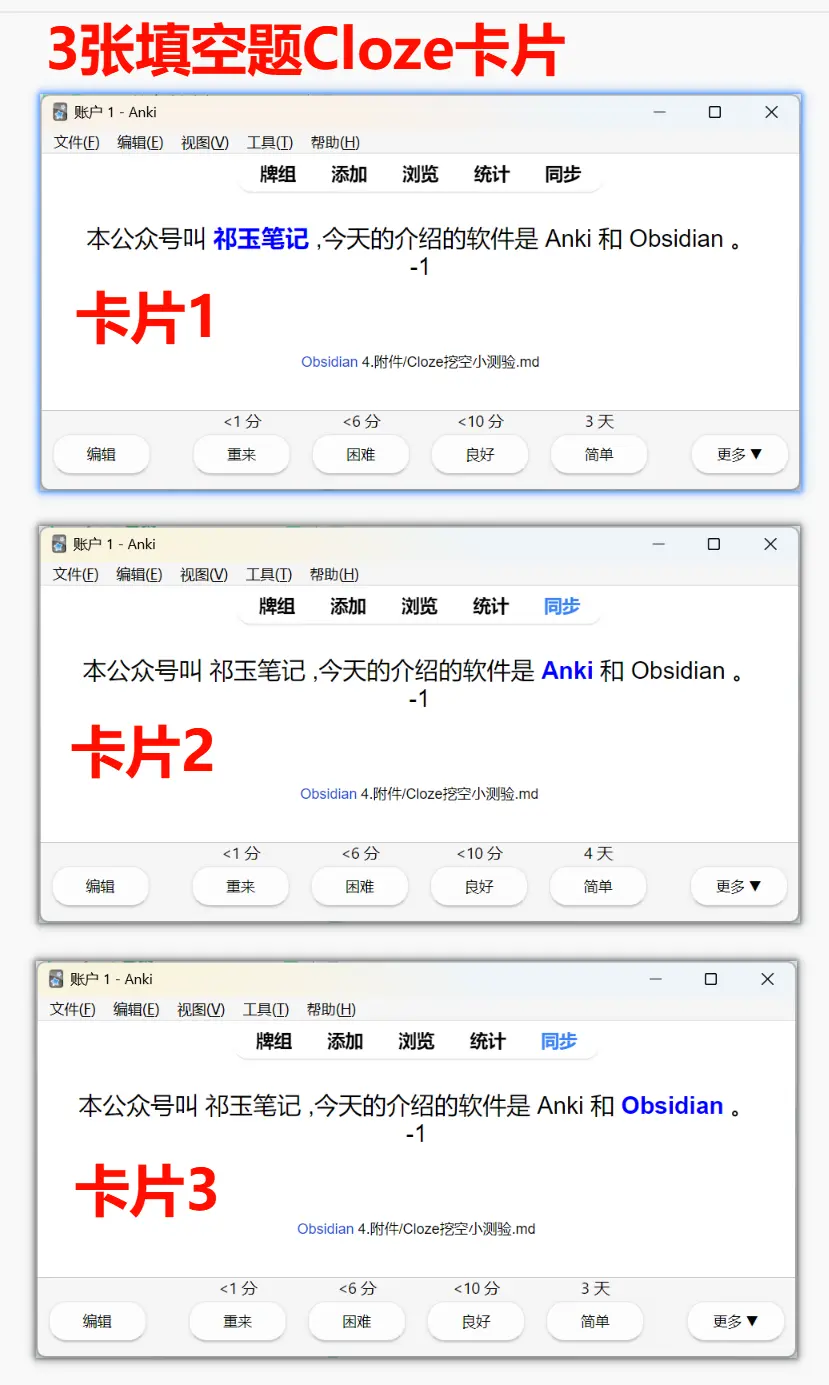 3张填空题Cloze卡片
账户 1 - Anki
文件(F) 编辑(E) 视图(V) 工具(T) 帮助(H)
牌组 添加 浏览 统计 同步
本公众号叫 祁玉笔记 ,今天的介绍的软件是 Anki 和 Obsidian 。
-1
卡片1
Obsidian 4.附件/Cloze挖空小测验.md
<1 分 <6 分 <10 分 3 天
编辑 重来 困难 良好 简单 更多 ▼
账户 1 - Anki
文件(F) 编辑(E) 视图(V) 工具(T) 帮助(H)
牌组 添加 浏览 统计 同步
本公众号叫 祁玉笔记 ,今天的介绍的软件是 Anki 和 Obsidian 。
-1
卡片2
Obsidian 4.附件/Cloze挖空小测验.md
<1 分 <6 分 <10 分 4 天
编辑 重来 困难 良好 简单 更多 ▼
账户 1 - Anki
文件(F) 编辑(E) 视图(V) 工具(T) 帮助(H)
牌组 添加 浏览 统计 同步
本公众号叫 祁玉笔记 ,今天的介绍的软件是 Anki 和 Obsidian 。
-1
卡片3
Obsidian 4.附件/Cloze挖空小测验.md
<1 分 <6 分 <10 分 3 天
编辑 重来 困难 良好 简单 更多 ▼